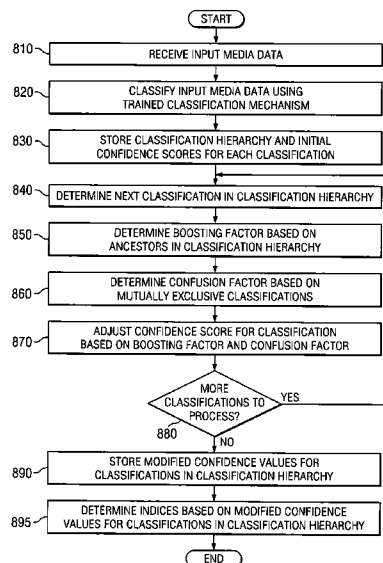 START
810
RECEIVE INPUT MEDIA DATA
820
CLASSIFY INPUT MEDIA DATA USING
TRAINED CLASSIFICATION MECHANISM
830
STORE CLASSIFICATION HIERARCHY AND INITIAL
CONFIDENCE SCORES FOR EACH CLASSIFICATION
840
DETERMINE NEXT CLASSIFICATION IN CLASSIFICATION HIERARCHY
850
DETERMINE BOOSTING FACTOR BASED ON
ANCESTORS IN CLASSIFICATION HIERARCHY
860
DETERMINE CONFUSION FACTOR BASED ON
MUTUALLY EXCLUSIVE CLASSIFICATIONS
870
ADJUST CONFIDENCE SCORE FOR CLASSIFICATION
BASED ON BOOSTING FACTOR AND CONFUSION FACTOR
MORE
CLASSIFICATIONS TO
PROCESS?
YES
880
NO
890
STORE MODIFIED CONFIDENCE VALUES FOR
CLASSIFICATIONS IN CLASSIFICATION HIERARCHY
895
DETERMINE INDICES BASED ON MODIFIED CONFIDENCE
VALUES FOR CLASSIFICATIONS IN CLASSIFICATION HIERARCHY
END